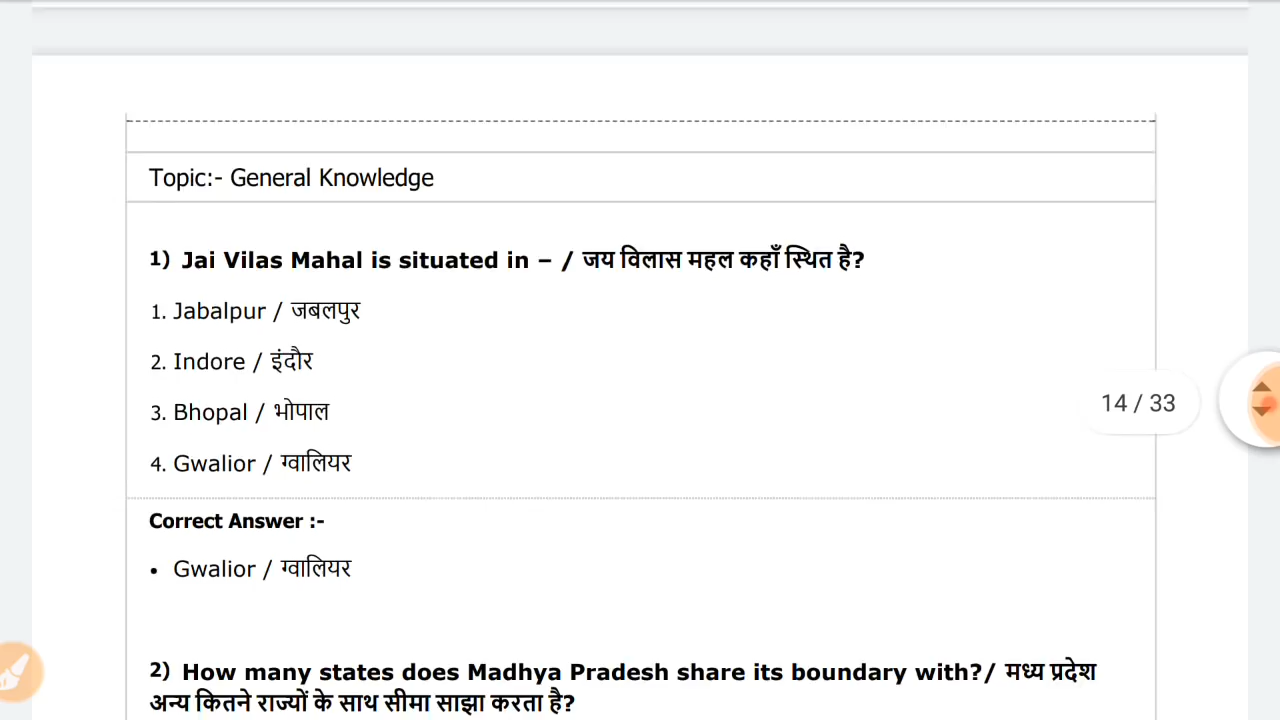 Topic:- General Knowledge
1) Jai Vilas Mahal is situated in – / जय विलास महल कहाँ स्थित है?
1. Jabalpur / जबलपुर
2. Indore / इंदौर
3. Bhopal / भोपाल
14 / 33
4. Gwalior / ग्वालियर
Correct Answer :-
• Gwalior / ग्वालियर
2) How many states does Madhya Pradesh share its boundary with?/ मध्य प्रदेश
अन्य कितने राज्यों के साथ सीमा साझा करता है?